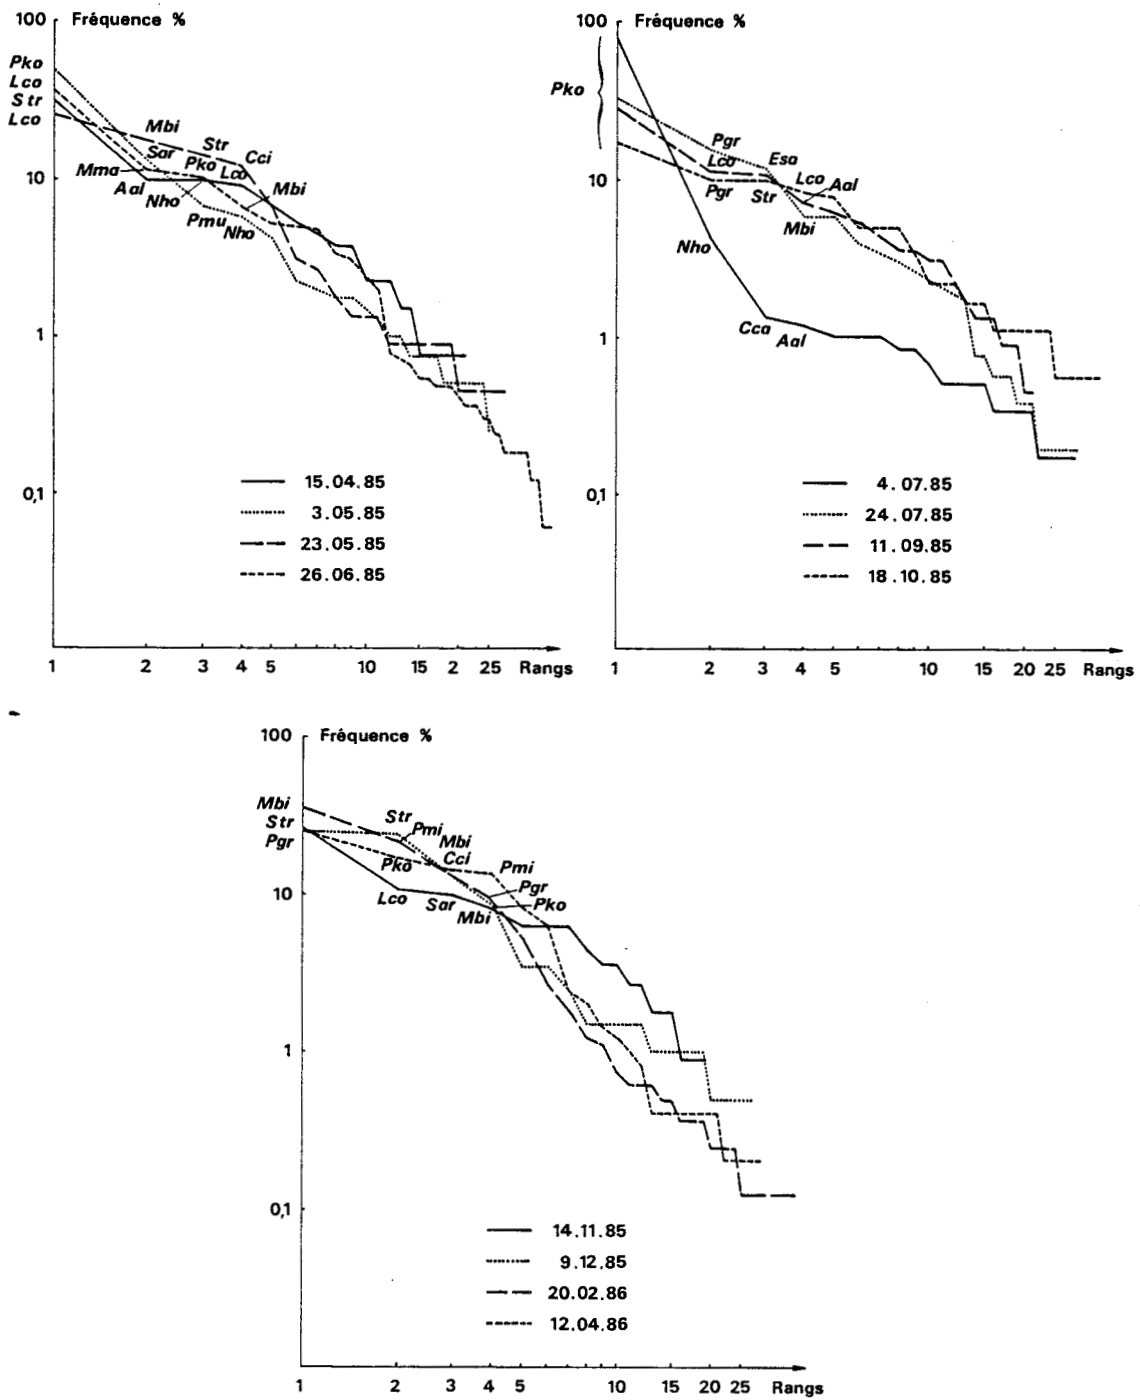 100 Fréquence %
Pko
Lco
Str
Lco
Mbi
Sar
Str
Cci
Mma
Pko
Lco
Mbi
10
Aal
Nho
Pmu
Nho
1
0,1
15.04.85
3.05.85
23.05.85
26.06.85
1 2 3 4 5 10 15 2 25 Rangs
100 Fréquence %
Pko
Pgr
Lco
Esa
10
Pgr
Str
Lco
Aal
Mbi
Nho
Cca
Aal
1
0,1
4.07.85
24.07.85
11.09.85
18.10.85
1 2 3 4 5 10 15 20 25 Rangs
100 Fréquence %
Mbi
Str
Pgr
Str
Pmi
Mbi
Pko
Cci
Pmi
10
Lco
Sar
Mbi
Pgr
Pko
1
0,1
14.11.85
9.12.85
20.02.86
12.04.86
1 2 3 4 5 10 15 20 25 Rangs